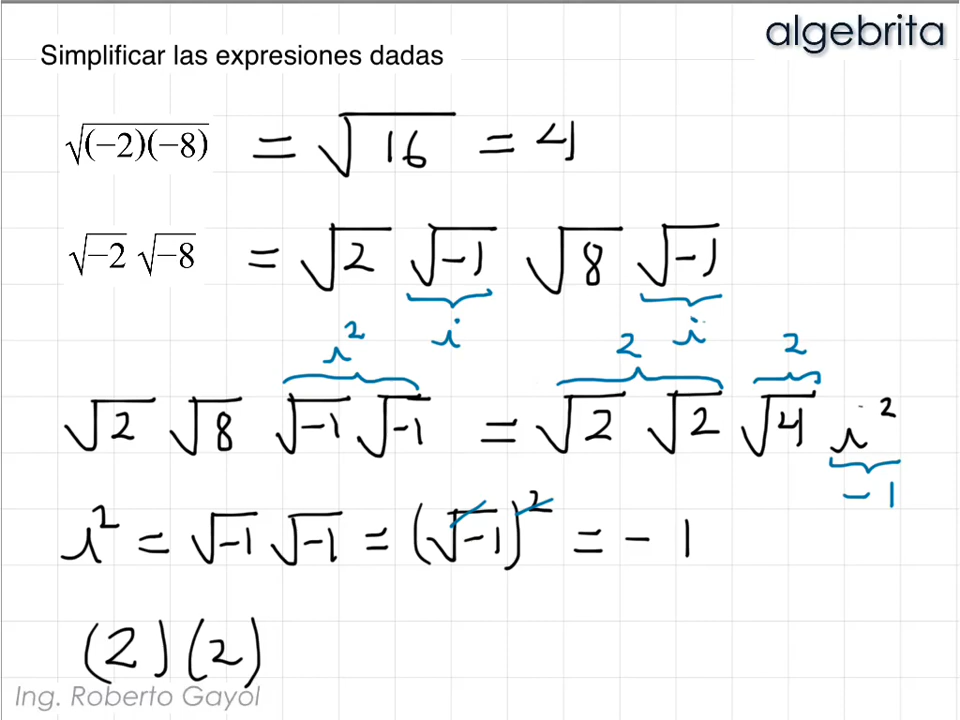 algebrita
Simplificar las expresiones dadas
√(−2)(−8) = √16 = 4
√−2 √−8 = √2 √−1 √8 √−1
i i
i² 2 2
√2 √8 √−1 √−1 = √2 √2 √4 i²
−1
i² = √−1 √−1 = (√−1)² = −1
(2)(2)
Ing. Roberto Gayol